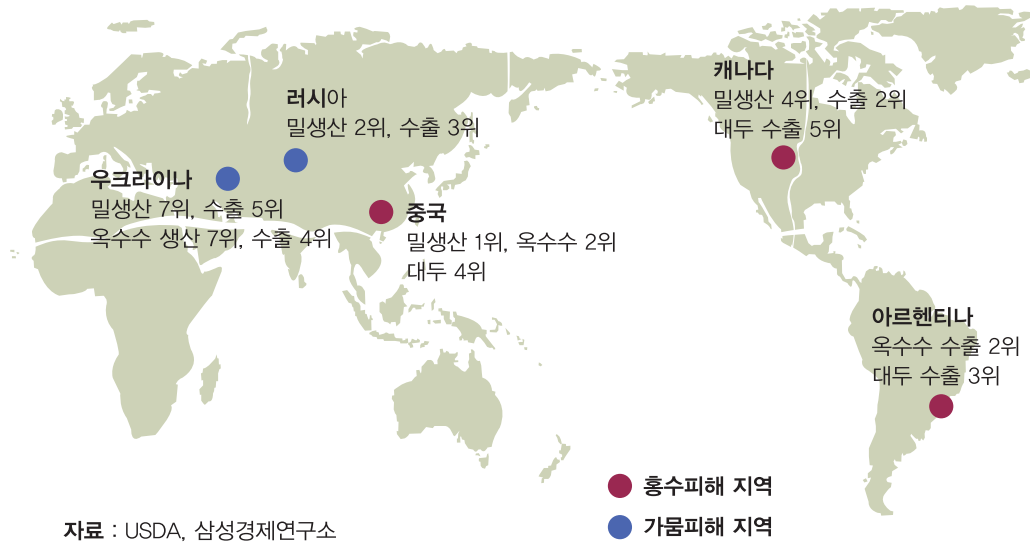 러시아
밀생산 2위, 수출 3위
우크라이나
밀생산 7위, 수출 5위
옥수수 생산 7위, 수출 4위
중국
밀생산 1위, 옥수수 2위
대두 4위
캐나다
밀생산 4위, 수출 2위
대두 수출 5위
아르헨티나
옥수수 수출 2위
대두 수출 3위
홍수피해 지역
가뭄피해 지역
자료 : USDA, 삼성경제연구소